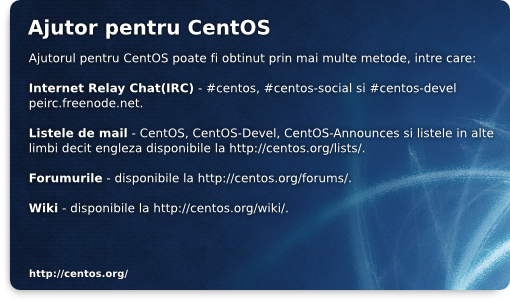 Ajutor pentru CentOS
Ajutorul pentru CentOS poate fi obtinut prin mai multe metode, intre care:
Internet Relay Chat(IRC) - #centos, #centos-social si #centos-devel
peirc.freenode.net.
Listele de mail - CentOS, CentOS-Devel, CentOS-Announces si listele in alte
limbi decit engleza disponibile la http://centos.org/lists/.
Forumurile - disponibile la http://centos.org/forums/.
Wiki - disponibile la http://centos.org/wiki/.
http://centos.org/